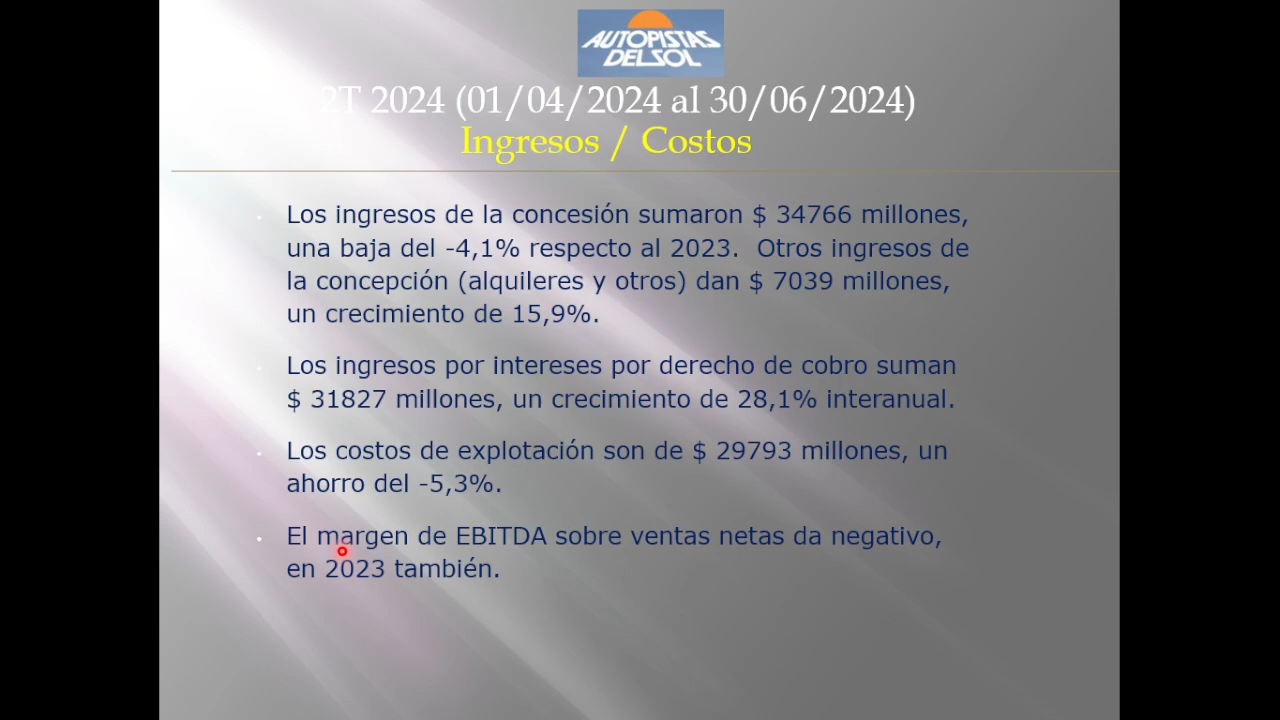 AUTOPISTAS
DEL SOL
2T 2024 (01/04/2024 al 30/06/2024)
Ingresos / Costos
Los ingresos de la concesión sumaron $ 34766 millones,
una baja del -4,1% respecto al 2023. Otros ingresos de
la concepción (alquileres y otros) dan $ 7039 millones,
un crecimiento de 15,9%.
Los ingresos por intereses por derecho de cobro suman
$ 31827 millones, un crecimiento de 28,1% interanual.
Los costos de explotación son de $ 29793 millones, un
ahorro del -5,3%.
El margen de EBITDA sobre ventas netas da negativo,
en 2023 también.